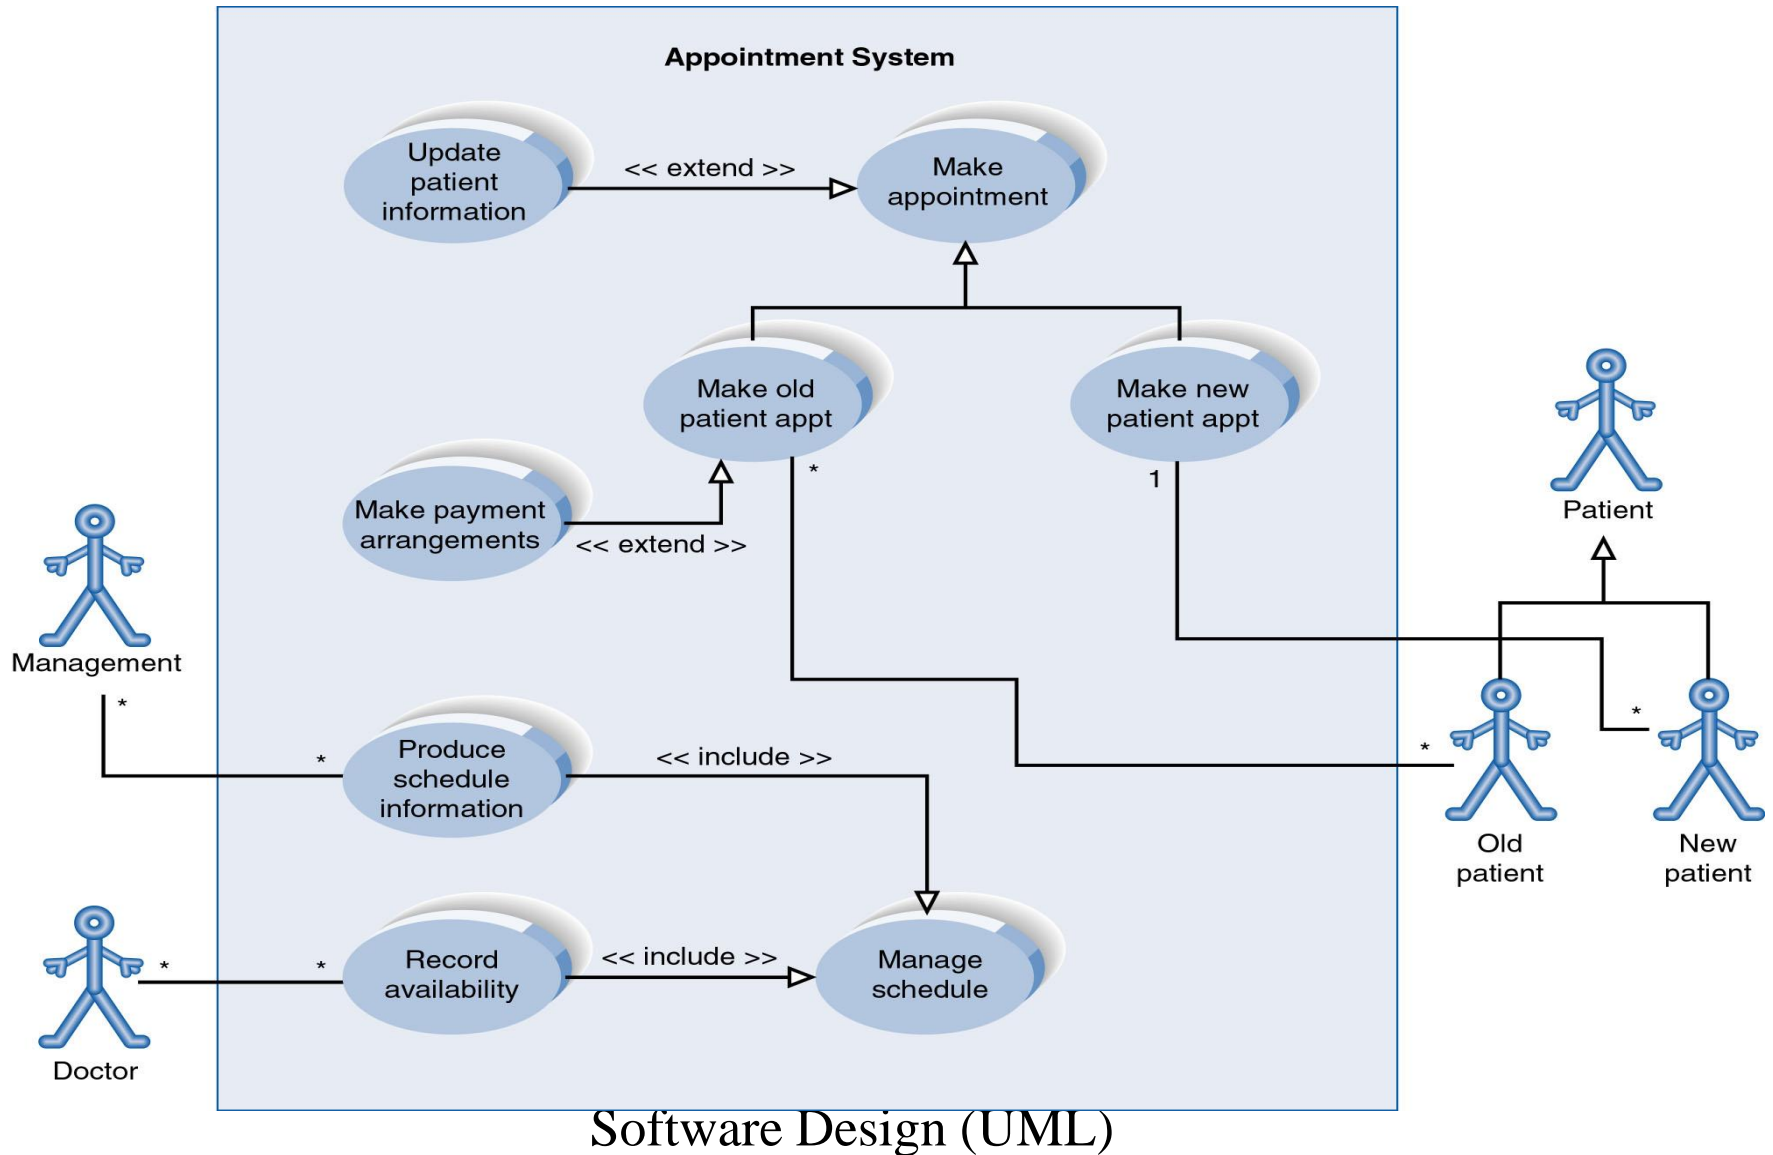 Appointment System
Update
patient
information
<< extend >>
Make
appointment
Make old
patient appt
*
Make new
patient appt
1
Patient
Make payment
arrangements
<< extend >>
Management
*
*
Produce
schedule
information
<< include >>
*
*
Old
patient
New
patient
Doctor
*
*
Record
availability
<< include >>
Manage
schedule
Software Design (UML)